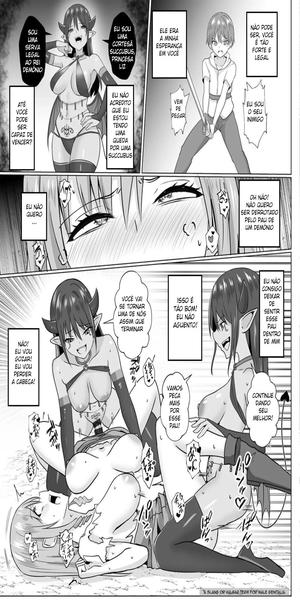 NÃO PODE
SER, VOCÊ
É TÃO
FORTE E
LEGAL
ELE ERA
A MINHA
ESPERANÇA
EM VOCÊ
EU SOU O
SEU INIMIGO
VEM
DE
PEGAR
EU SOU UMA
CORTESÃ
SUCCUBUS,
PRINCESA
LIZ
SOU UMA
SERVA LEGAL
AO REI
DEMÔNIO
EU NÃO
ACREDITO QUE
EU ESTOU
TENDO UMA
QUEDA
POR UMA
SUCCUBUS
ATÉ
VOCÊ
PODE SER
CAPAZ DE
VENCER?
OH NÃO!
NÃO QUERO
SER DERROTADO
PELO PAU DE
UM DEMÔNIO
EU NÃO
QUERO
...
EU NÃO
CONSIGO
DEIXAR
DE
SENTIR
ESSE
PAU
DENTRO
DE MIM
ISSO É
TÃO BOM!
EU NÃO
AGUENTO!
VOCÊ VAI
SE TORNAR
UMA DE NÓS
ASSIM QUE
TERMINAR
CONTINUE
DANDO
SEU
MELHOR!
VAMOS
PEÇA
MAIS
POR
ESSE
PAU!
NÃO!
EU VOU
GOZAR!
EU VOU
PERDER
A CABEÇA!